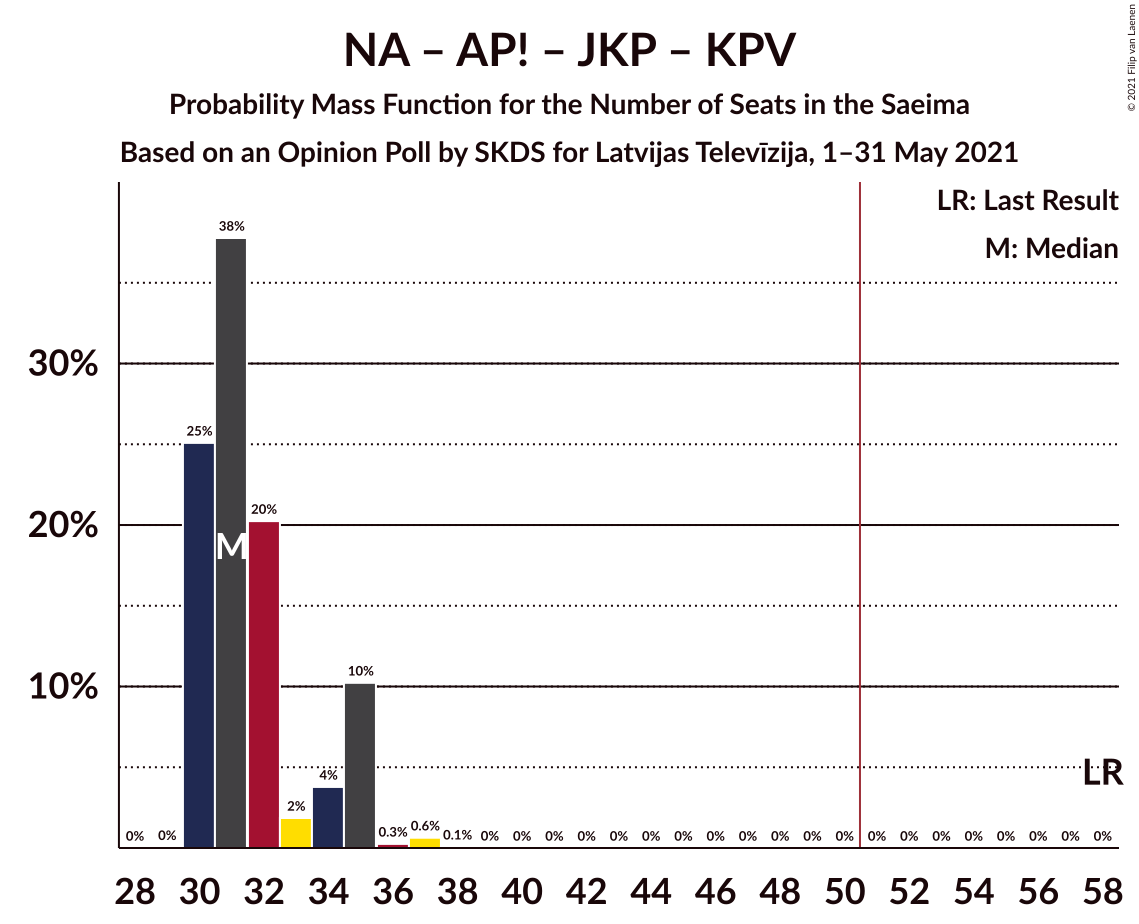 NA – AP! – JKP – KPV
Probability Mass Function for the Number of Seats in the Saeima
Based on an Opinion Poll by SKDS for Latvijas Televīzija, 1–31 May 2021
© 2021 Filip van Laenen
LR: Last Result
M: Median
38%
30%
25%
20%
20%
M
10%
10%
LR
4%
2%
0% 0% 0.3% 0.6% 0.1% 0% 0% 0% 0% 0% 0% 0% 0% 0% 0% 0% 0% 0% 0% 0% 0% 0% 0% 0% 0%
28 30 32 34 36 38 40 42 44 46 48 50 52 54 56 58